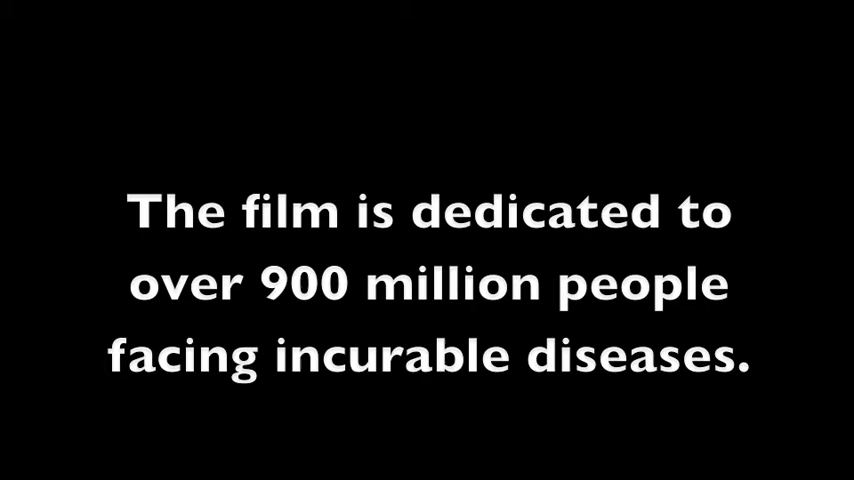 The film is dedicated to
over 900 million people
facing incurable diseases.